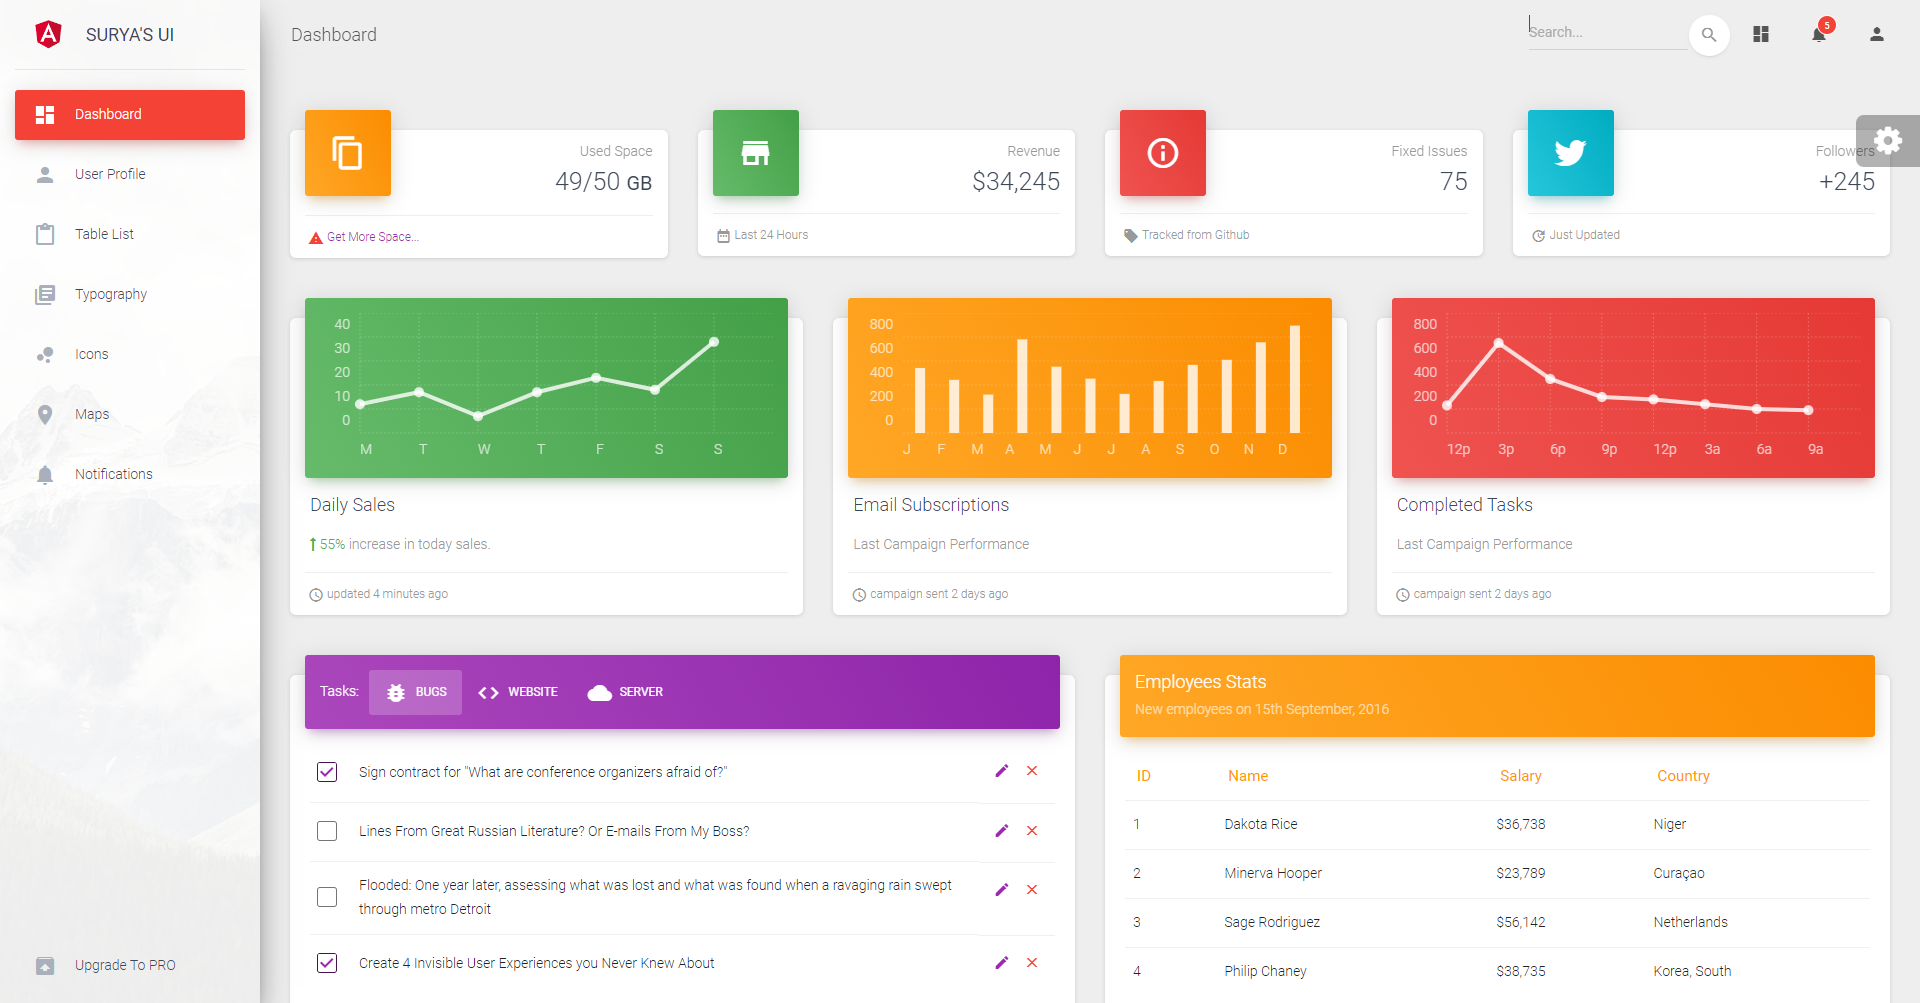 SURYA'S UI
Dashboard
User Profile
Table List
Typography
Icons
Maps
Notifications
Upgrade To PRO
Dashboard
Search...
5
Used Space
49/50 GB
Get More Space...
Revenue
$34,245
Last 24 Hours
Fixed Issues
75
Tracked from Github
Followers
+245
Just Updated
40
30
20
10
0
M T W T F S S
Daily Sales
55% increase in today sales.
updated 4 minutes ago
800
600
400
200
0
J F M A M J J A S O N D
Email Subscriptions
Last Campaign Performance
campaign sent 2 days ago
800
600
400
200
0
12p 3p 6p 9p 12p 3a 6a 9a
Completed Tasks
Last Campaign Performance
campaign sent 2 days ago
Tasks: BUGS WEBSITE SERVER
Sign contract for "What are conference organizers afraid of?"
Lines From Great Russian Literature? Or E-mails From My Boss?
Flooded: One year later, assessing what was lost and what was found when a ravaging rain swept
through metro Detroit
Create 4 Invisible User Experiences you Never Knew About
Employees Stats
New employees on 15th September, 2016
ID Name Salary Country
1 Dakota Rice $36,738 Niger
2 Minerva Hooper $23,789 Curaçao
3 Sage Rodriguez $56,142 Netherlands
4 Philip Chaney $38,735 Korea, South